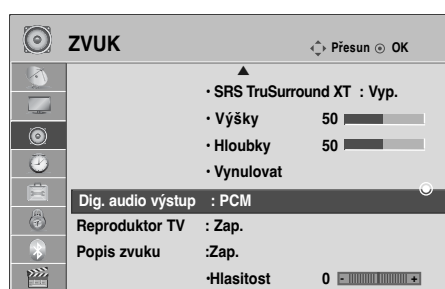 ZVUK Přesun OK
• SRS TruSurround XT : Vyp.
• Výšky 50
• Hloubky 50
• Vynulovat
Dig. audio výstup : PCM
Reproduktor TV : Zap.
Popis zvuku :Zap.
•Hlasitost 0 - +